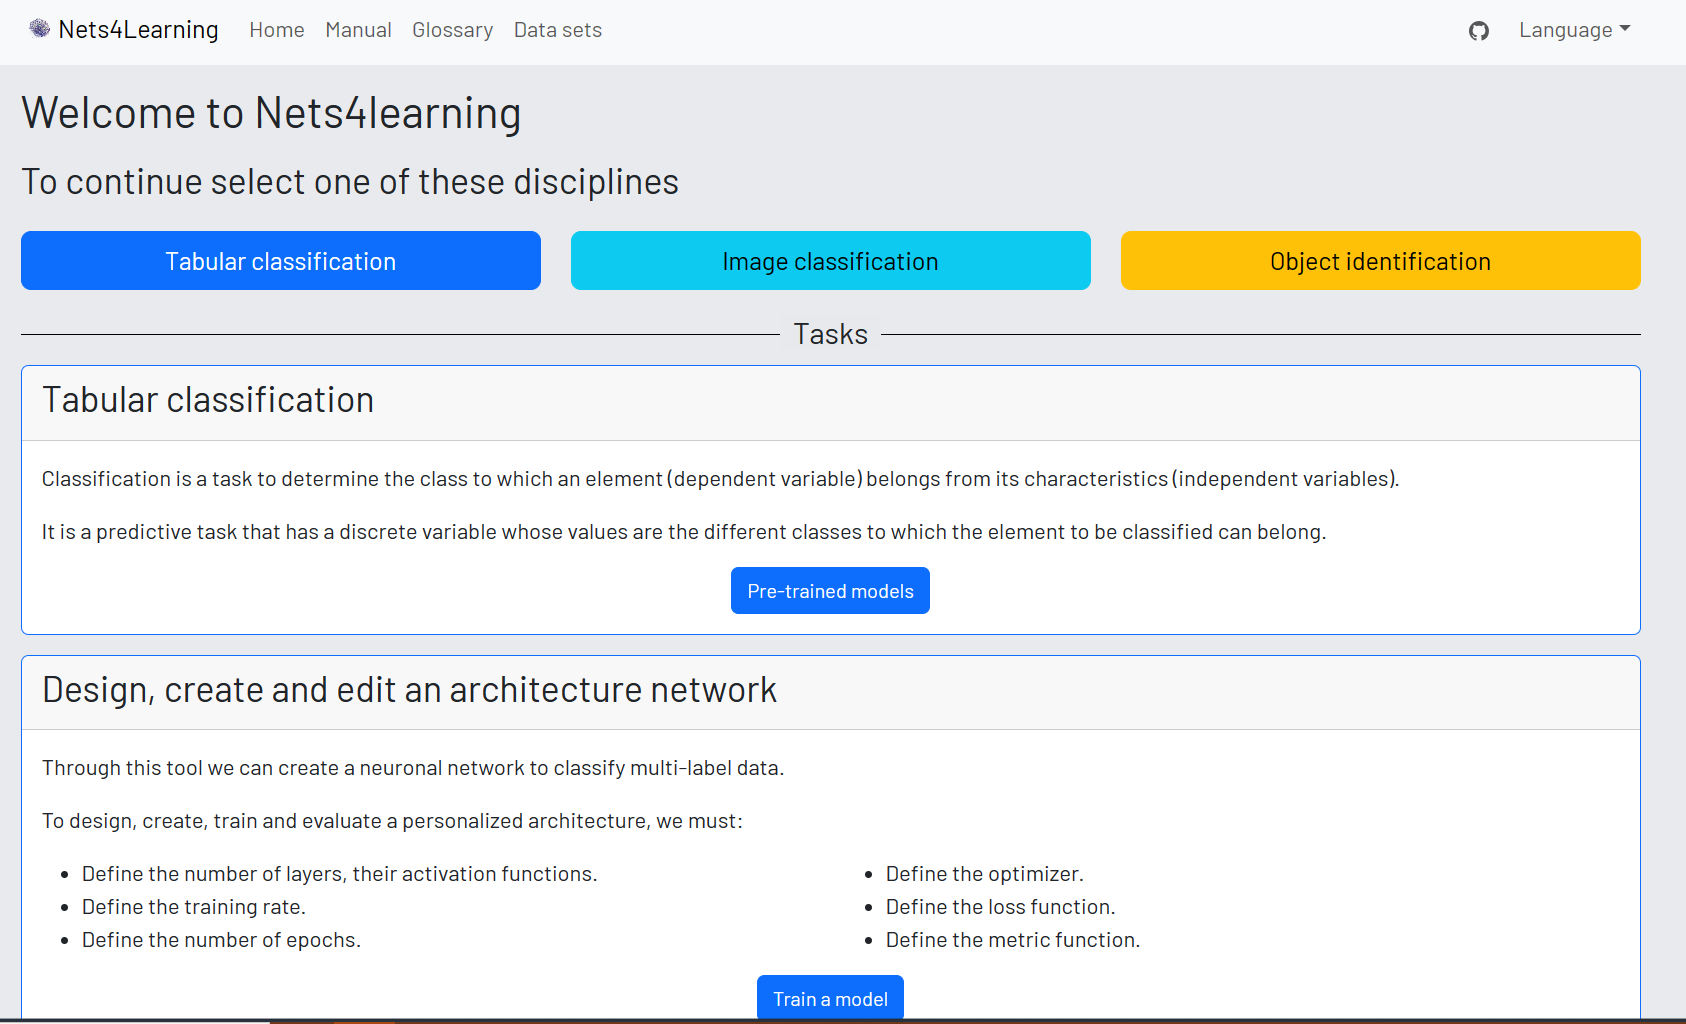 Nets4Learning Home Manual Glossary Data sets Language
Welcome to Nets4learning
To continue select one of these disciplines
Tabular classification Image classification Object identification
Tasks
Tabular classification
Classification is a task to determine the class to which an element (dependent variable) belongs from its characteristics (independent variables).
It is a predictive task that has a discrete variable whose values are the different classes to which the element to be classified can belong.
Pre-trained models
Design, create and edit an architecture network
Through this tool we can create a neuronal network to classify multi-label data.
To design, create, train and evaluate a personalized architecture, we must:
Define the number of layers, their activation functions.
Define the training rate.
Define the number of epochs.
Define the optimizer.
Define the loss function.
Define the metric function.
Train a model